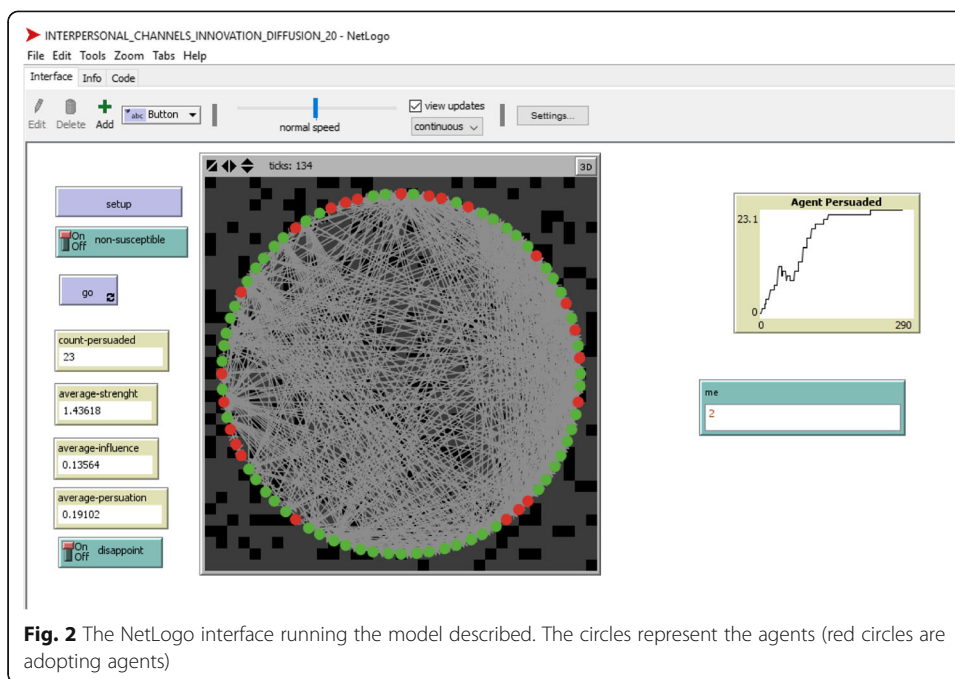 INTERPERSONAL_CHANNELS_INNOVATION_DIFFUSION_20 - NetLogo
File Edit Tools Zoom Tabs Help
Interface Info Code
Edit Delete Add abc Button normal speed view updates continuous Settings...
ticks: 134 3D
setup
On Off non-susceptible
go
count-persuaded
23
average-strenght
1.43618
average-influence
0.13564
average-persuation
0.19102
On Off disappoint
Agent Persuaded
23.1
0
0 290
me
2
Fig. 2 The NetLogo interface running the model described. The circles represent the agents (red circles are
adopting agents)